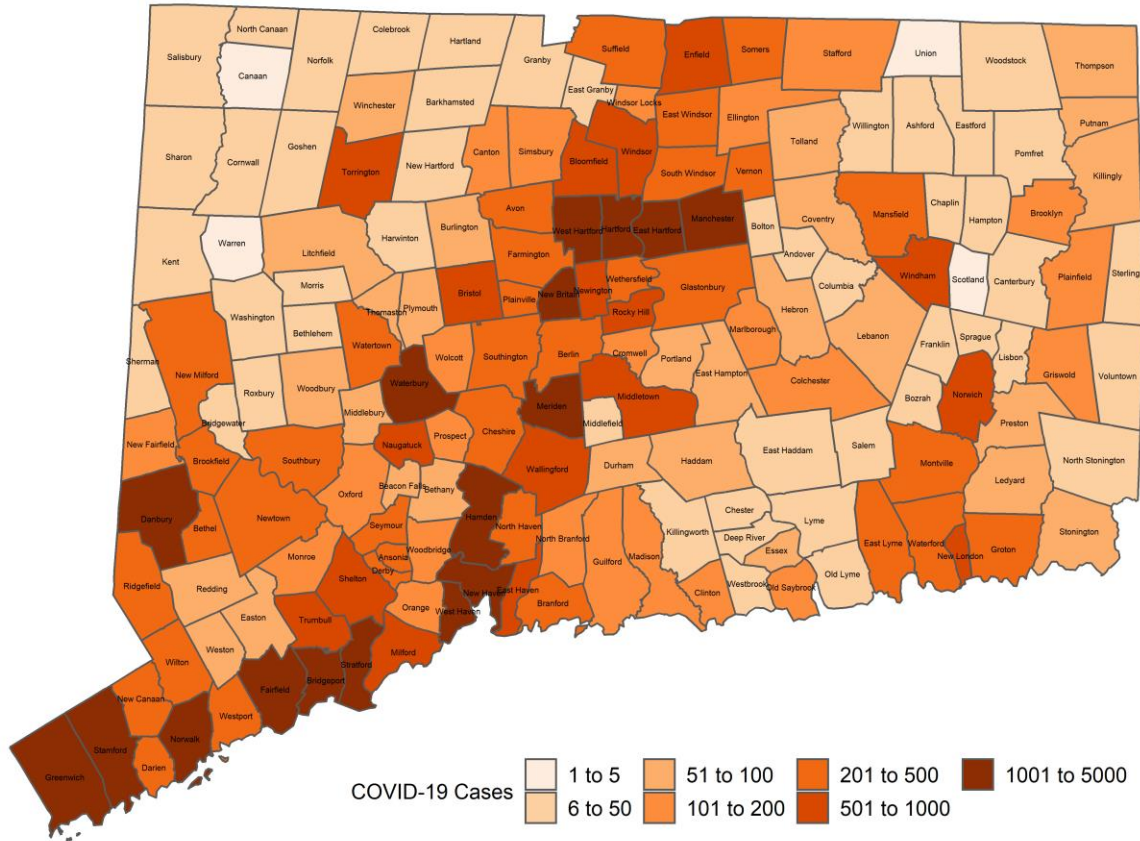 North Canaan
Colebrook
Hartland
Salisbury
Norfolk
Canaan
Granby
Suffield
Enfield
Somers
Stafford
Union
Woodstock
Thompson
East Granby
Windsor Locks
Winchester
Barkhamsted
East Windsor
Ellington
Willington
Ashford
Eastford
Putnam
Sharon
Cornwall
Goshen
Torrington
New Hartford
Canton
Simsbury
Bloomfield
Windsor
South Windsor
Vernon
Tolland
Pomfret
Killingly
Kent
Warren
Litchfield
Harwinton
Burlington
Avon
West Hartford
Hartford
East Hartford
Manchester
Bolton
Coventry
Mansfield
Chaplin
Hampton
Brooklyn
Morris
Farmington
Andover
Columbia
Windham
Scotland
Canterbury
Plainfield
Sterling
Washington
Bethlehem
Thomaston
Plymouth
Bristol
Plainville
New Britain
Newington
Wethersfield
Rocky Hill
Glastonbury
Marlborough
Hebron
Lebanon
Franklin
Sprague
Lisbon
Sherman
New Milford
Roxbury
Woodbury
Watertown
Waterbury
Wolcott
Southington
Berlin
Cromwell
Portland
East Hampton
Colchester
Bozrah
Norwich
Griswold
Voluntown
Bridgewater
Middlebury
Naugatuck
Prospect
Cheshire
Meriden
Middlefield
Middletown
Preston
New Fairfield
Brookfield
Southbury
Oxford
Beacon Falls
Bethany
Wallingford
Durham
Haddam
East Haddam
Salem
Montville
Ledyard
North Stonington
Danbury
Bethel
Newtown
Seymour
Woodbridge
Hamden
North Haven
North Branford
Guilford
Madison
Killingworth
Chester
Deep River
Essex
Lyme
East Lyme
Waterford
New London
Groton
Stonington
Ridgefield
Redding
Monroe
Ansonia
Derby
Shelton
Orange
West Haven
New Haven
East Haven
Branford
Clinton
Westbrook
Old Saybrook
Old Lyme
Wilton
Weston
Easton
Trumbull
Milford
Stratford
Bridgeport
Fairfield
Westport
New Canaan
Norwalk
Darien
Stamford
Greenwich
COVID-19 Cases
1 to 5
6 to 50
51 to 100
101 to 200
201 to 500
501 to 1000
1001 to 5000